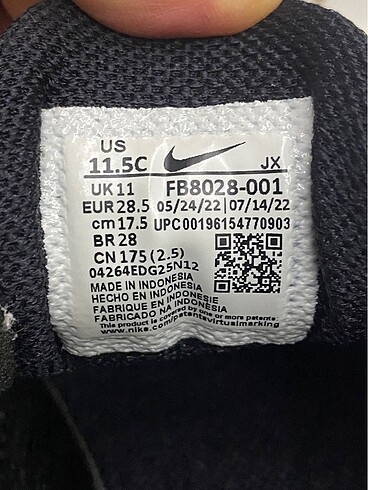 US
11.5C JX
UK 11 FB8028-001
EUR 28.5 05/24/22 | 07/14/22
cm 17.5 UPC 00196154770903
BR 28
CN 175 (2.5)
04264EDG25N12
MADE IN INDONESIA
HECHO EN INDONESIA
FABRIQUE EN INDONESIE
FABRICADO NA INDONÉSIA
This product is covered by one or more patents:
www.nike.com/patentsvirtualmarking